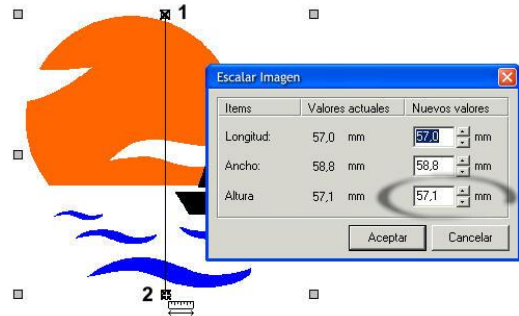 1
Escalar Imagen
Items Valores actuales Nuevos valores
Longitud: 57,0 mm 57,0 mm
Ancho: 58,8 mm 58,8 mm
Altura 57,1 mm 57,1 mm
Aceptar Cancelar
2